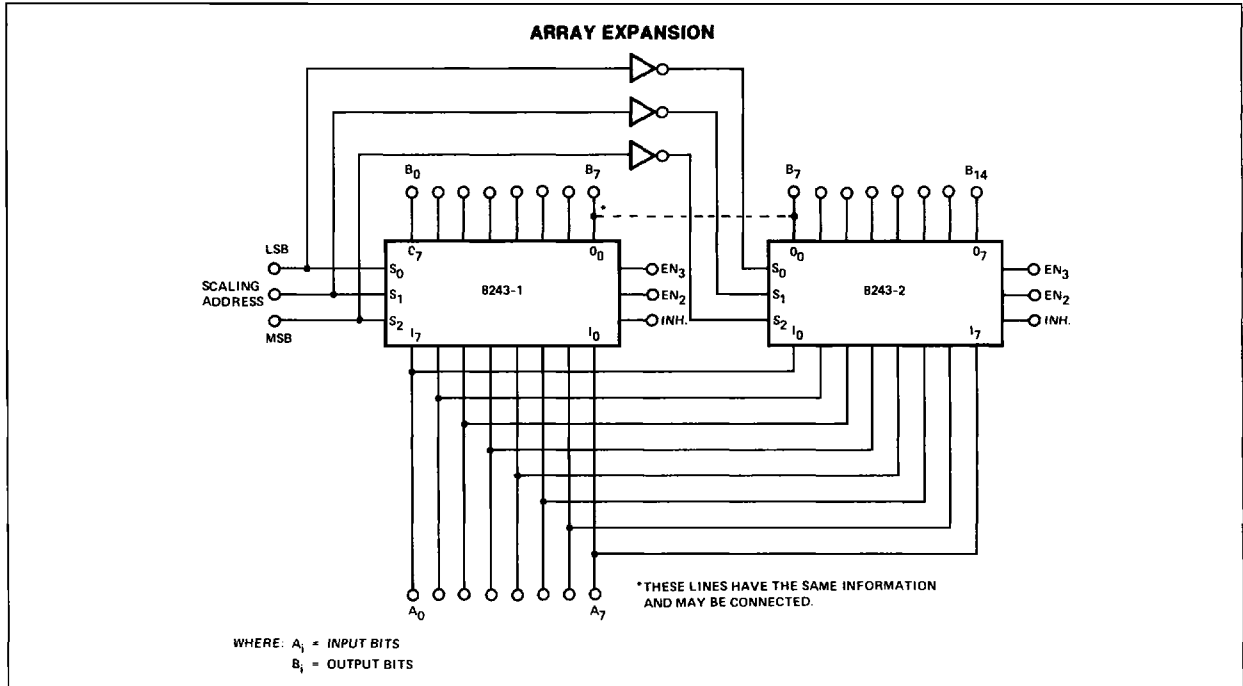 ARRAY EXPANSION
B0 B7 B7 B14
*
LSB
SCALING
ADDRESS
MSB
O7 O0 O0 O7
S0 EN3 S0 EN3
S1 8243-1 EN2 S1 8243-2 EN2
S2 INH. S2 INH.
I7 I0 I0 I7
A0 A7
*THESE LINES HAVE THE SAME INFORMATION
AND MAY BE CONNECTED.
WHERE: Ai = INPUT BITS
Bi = OUTPUT BITS